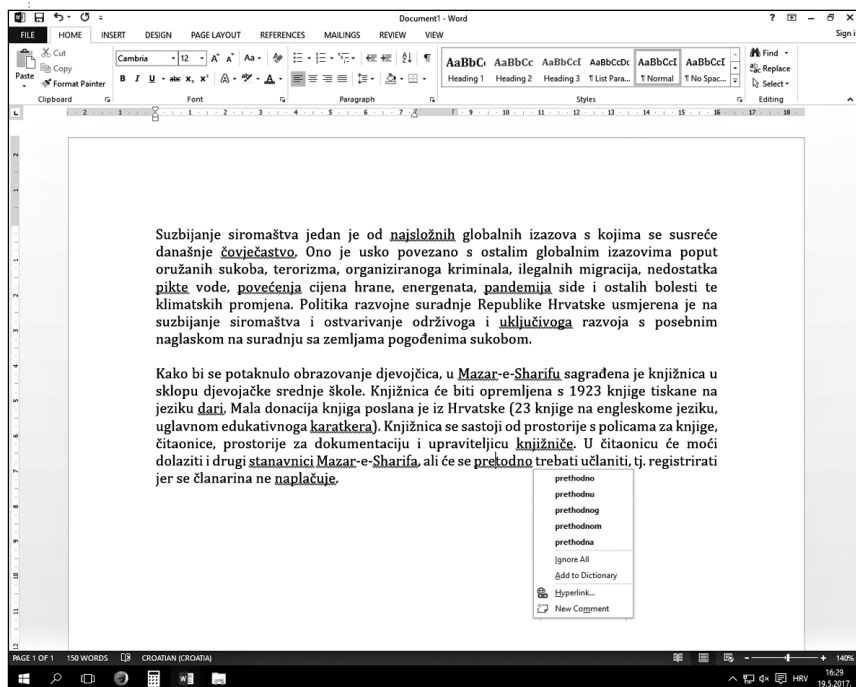 Document1 - Word
Sign i
FILE HOME INSERT DESIGN PAGE LAYOUT REFERENCES MAILINGS REVIEW VIEW
Paste
Cut
Copy
Format Painter
Clipboard
Cambria 12
Font
Paragraph
AaBbC AaBbCc AaBbCcI AaBbCcDc AaBbCcI AaBbCcI
Heading 1 Heading 2 Heading 3 ¶ List Para... ¶ Normal ¶ No Spac...
Styles
Find
Replace
Select
Editing
Suzbijanje siromaštva jedan je od najsložnih globalnih izazova s kojima se susreće
današnje čovječastvo. Ono je usko povezano s ostalim globalnim izazovima poput
oružanih sukoba, terorizma, organiziranoga kriminala, ilegalnih migracija, nedostatka
pikte vode, povećenja cijena hrane, energenata, pandemija side i ostalih bolesti te
klimatskih promjena. Politika razvojne suradnje Republike Hrvatske usmjerena je na
suzbijanje siromaštva i ostvarivanje održivoga i uključivoga razvoja s posebnim
naglaskom na suradnju sa zemljama pogođenima sukobom.
Kako bi se potaknulo obrazovanje djevojčica, u Mazar-e-Sharifu sagrađena je knjižnica u
sklopu djevojačke srednje škole. Knjižnica će biti opremljena s 1923 knjige tiskane na
jeziku dari. Mala donacija knjiga poslana je iz Hrvatske (23 knjige na engleskome jeziku,
uglavnom edukativnoga karatkera). Knjižnica se sastoji od prostorije s policama za knjige,
čitaonice, prostorije za dokumentaciju i upraviteljicu knjižniče. U čitaonicu će moći
dolaziti i drugi stanavnici Mazar-e-Sharifa, ali će se pretodno trebati učlaniti, tj. registrirati
jer se članarina ne naplačuje.
prethodno
prethodnu
prethodnog
prethodnom
prethodna
Ignore All
Add to Dictionary
Hyperlink...
New Comment
PAGE 1 OF 1 150 WORDS CROATIAN (CROATIA) 140%
HRV 16:29
19.5.2017.